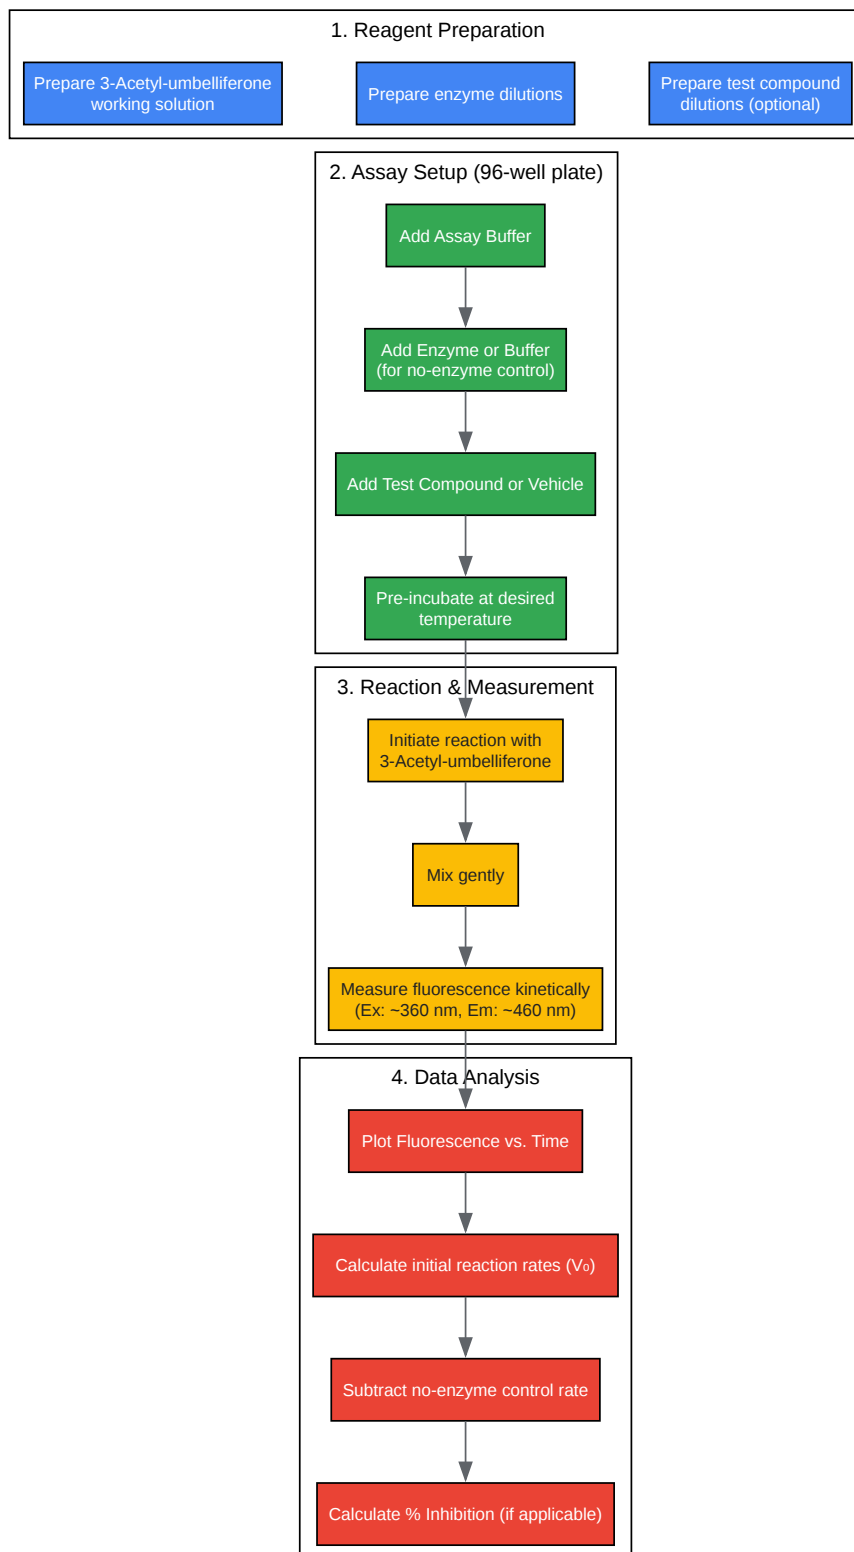 1. Reagent Preparation
Prepare 3-Acetyl-umbelliferone
working solution
Prepare enzyme dilutions
Prepare test compound
dilutions (optional)
2. Assay Setup (96-well plate)
Add Assay Buffer
Add Enzyme or Buffer
(for no-enzyme control)
Add Test Compound or Vehicle
Pre-incubate at desired
temperature
3. Reaction & Measurement
Initiate reaction with
3-Acetyl-umbelliferone
Mix gently
Measure fluorescence kinetically
(Ex: ~360 nm, Em: ~460 nm)
4. Data Analysis
Plot Fluorescence vs. Time
Calculate initial reaction rates (V₀)
Subtract no-enzyme control rate
Calculate % Inhibition (if applicable)